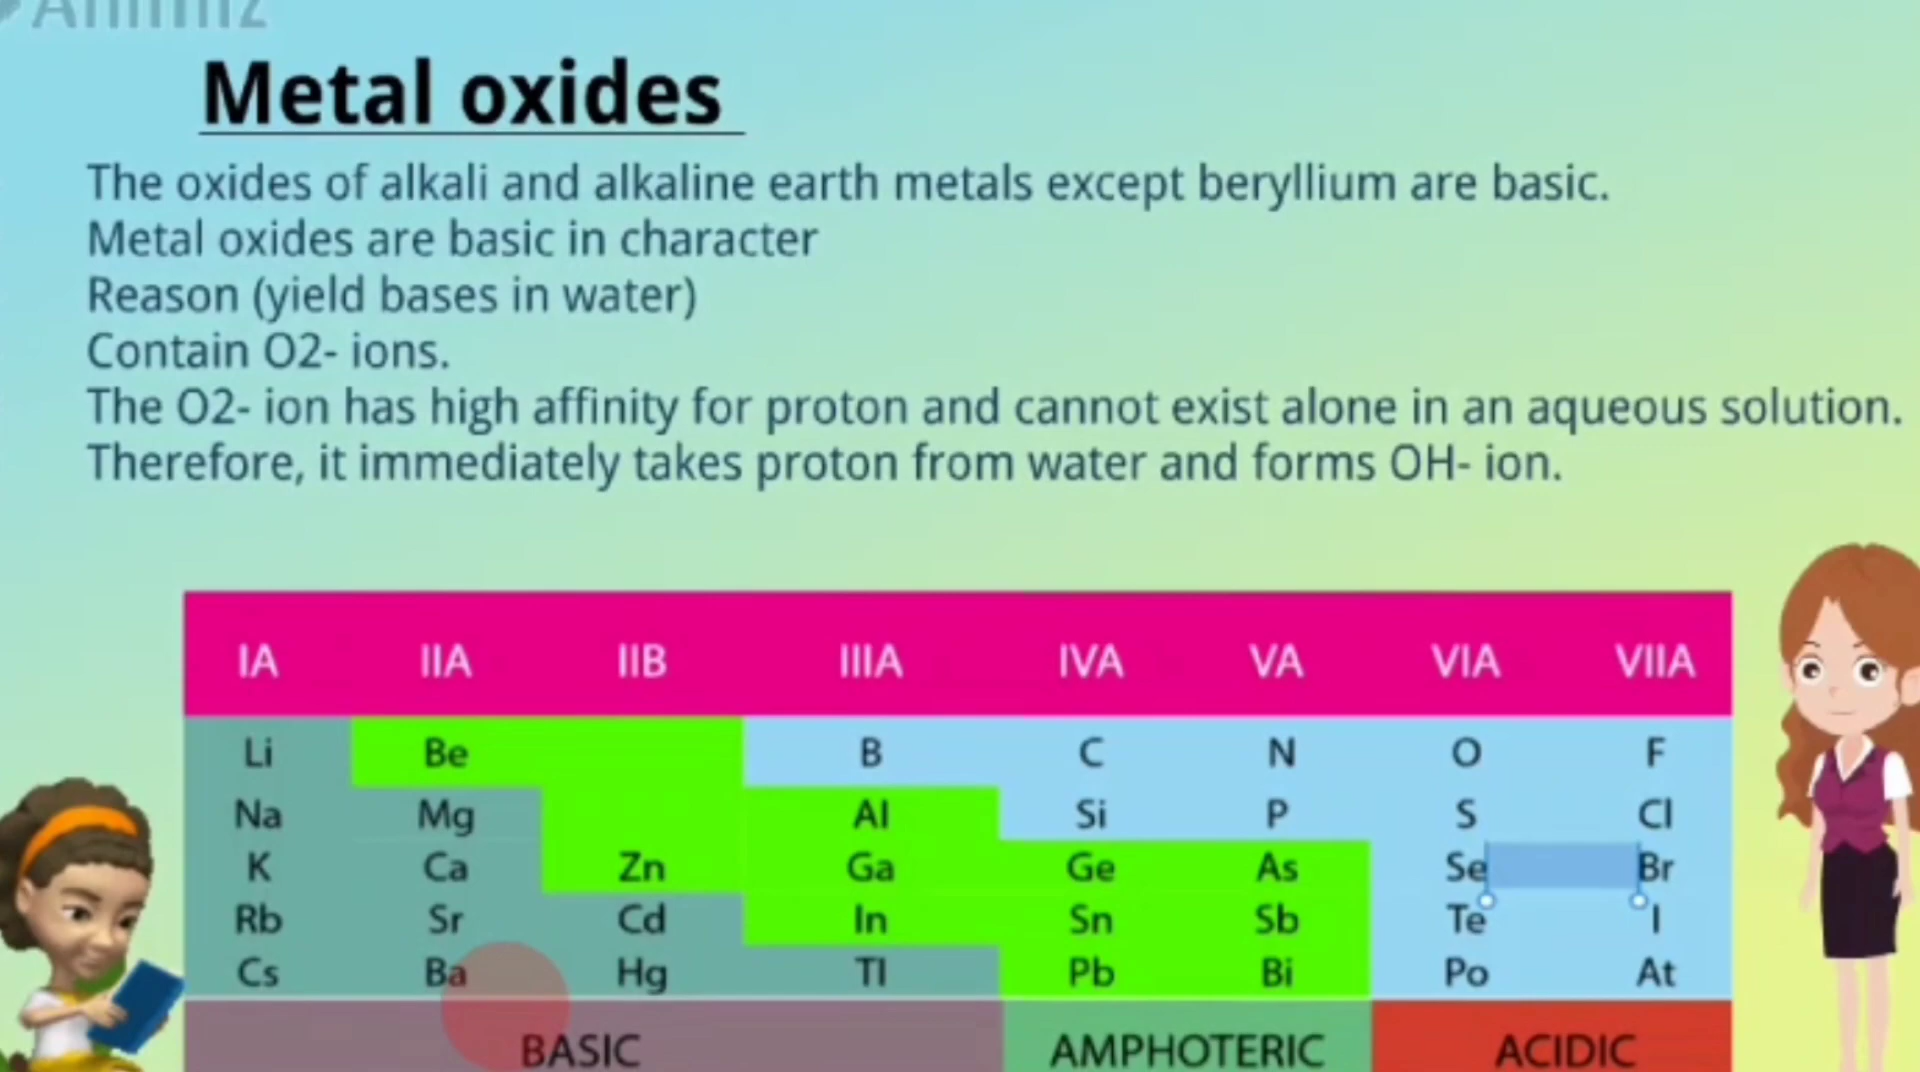 Metal oxides
The oxides of alkali and alkaline earth metals except beryllium are basic.
Metal oxides are basic in character
Reason (yield bases in water)
Contain O2- ions.
The O2- ion has high affinity for proton and cannot exist alone in an aqueous solution.
Therefore, it immediately takes proton from water and forms OH- ion.
IA IIA IIB IIIA IVA VA VIA VIIA
Li Be B C N O F
Na Mg Al Si P S Cl
K Ca Zn Ga Ge As Se Br
Rb Sr Cd In Sn Sb Te I
Cs Ba Hg Tl Pb Bi Po At
BASIC AMPHOTERIC ACIDIC